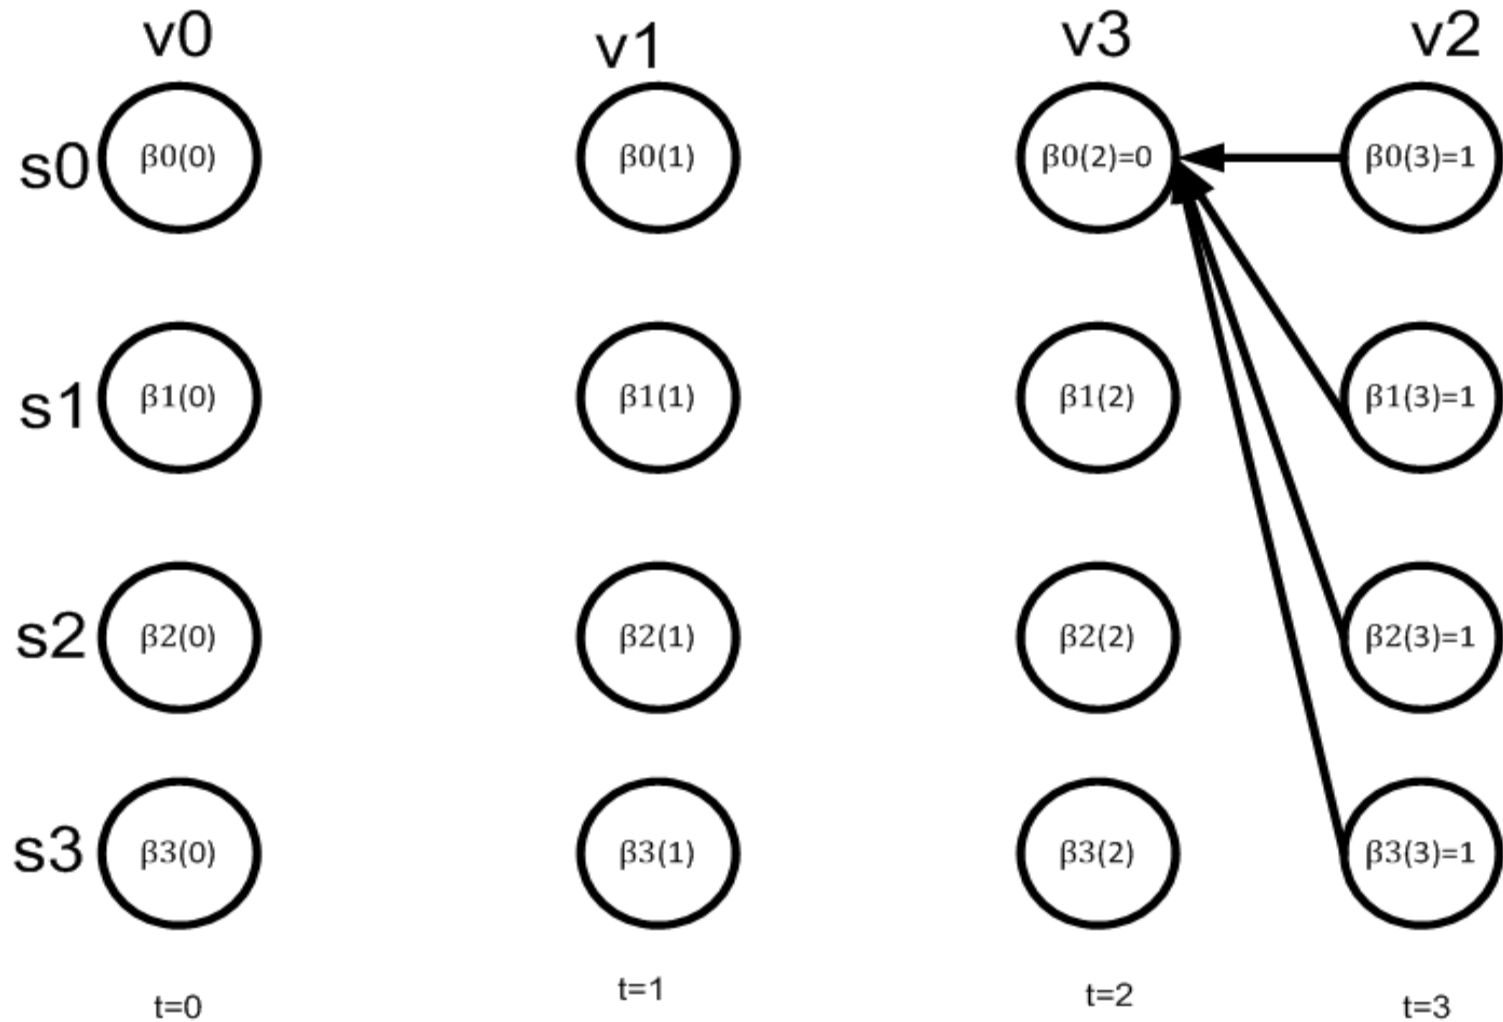 v0 v1 v3 v2
s0 β0(0) β0(1) β0(2)=0 β0(3)=1
s1 β1(0) β1(1) β1(2) β1(3)=1
s2 β2(0) β2(1) β2(2) β2(3)=1
s3 β3(0) β3(1) β3(2) β3(3)=1
t=0 t=1 t=2 t=3